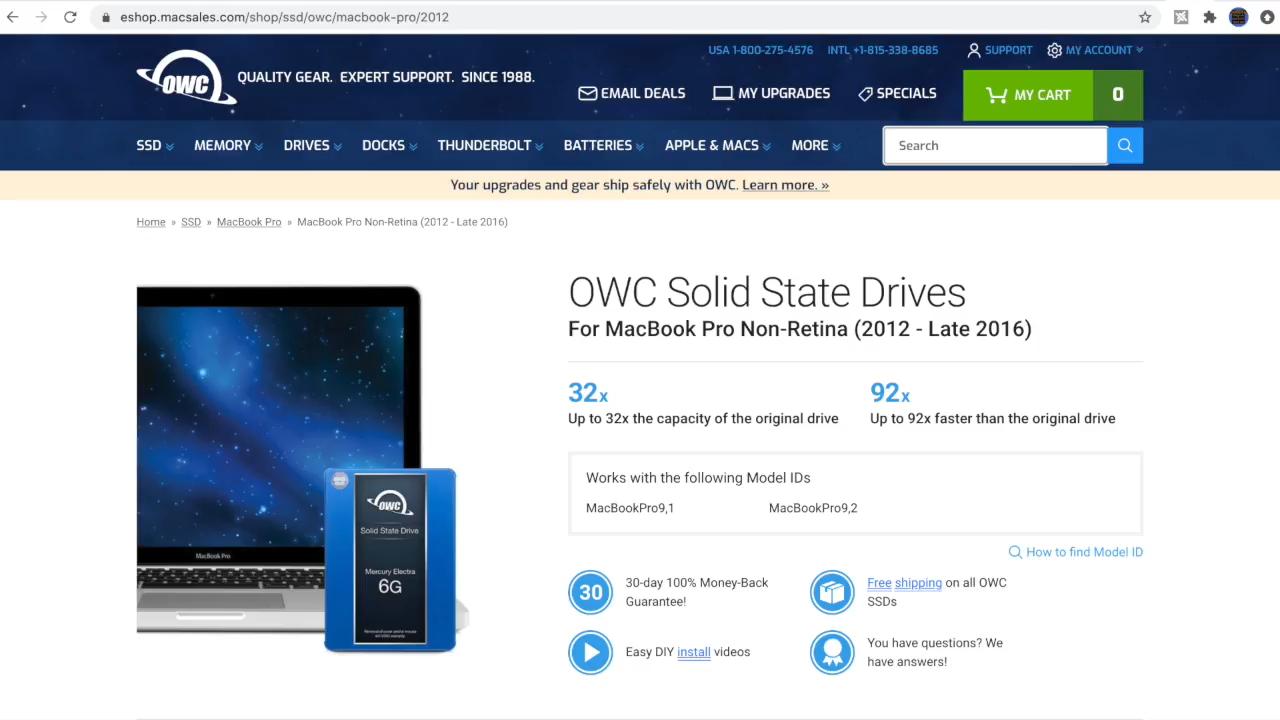 eshop.macsales.com/shop/ssd/owc/macbook-pro/2012
USA 1-800-275-4576 INTL +1-815-338-8685 SUPPORT MY ACCOUNT
OWC QUALITY GEAR. EXPERT SUPPORT. SINCE 1988.
EMAIL DEALS MY UPGRADES SPECIALS MY CART 0
SSD MEMORY DRIVES DOCKS THUNDERBOLT BATTERIES APPLE & MACS MORE Search
Your upgrades and gear ship safely with OWC. Learn more. »
Home » SSD » MacBook Pro » MacBook Pro Non-Retina (2012 - Late 2016)
OWC Solid State Drives
For MacBook Pro Non-Retina (2012 - Late 2016)
32x 92x
Up to 32x the capacity of the original drive Up to 92x faster than the original drive
Works with the following Model IDs
MacBookPro9,1 MacBookPro9,2
How to find Model ID
30 30-day 100% Money-Back
Guarantee!
Free shipping on all OWC
SSDs
Easy DIY install videos
You have questions? We
have answers!
MacBook Pro
OWC
Solid State Drive
Mercury Electra
6G